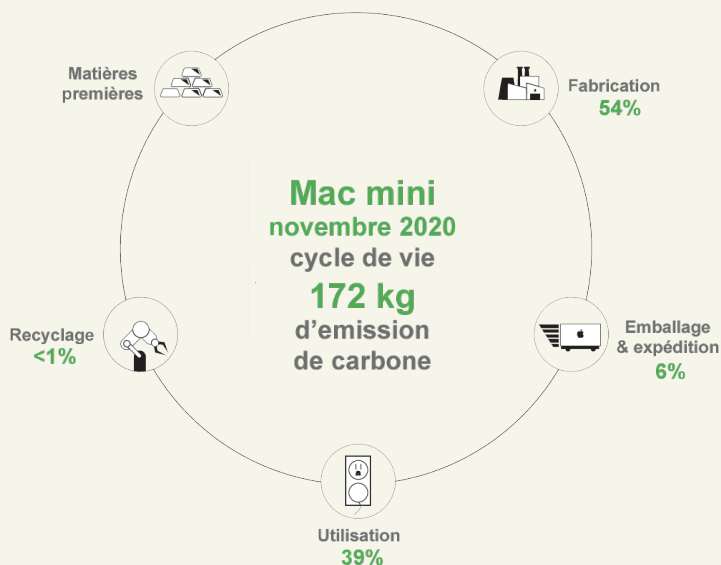 Matières
premières
Fabrication
54%
Mac mini
novembre 2020
cycle de vie
172 kg
d’emission
de carbone
Recyclage
<1%
Emballage
& expédition
6%
Utilisation
39%